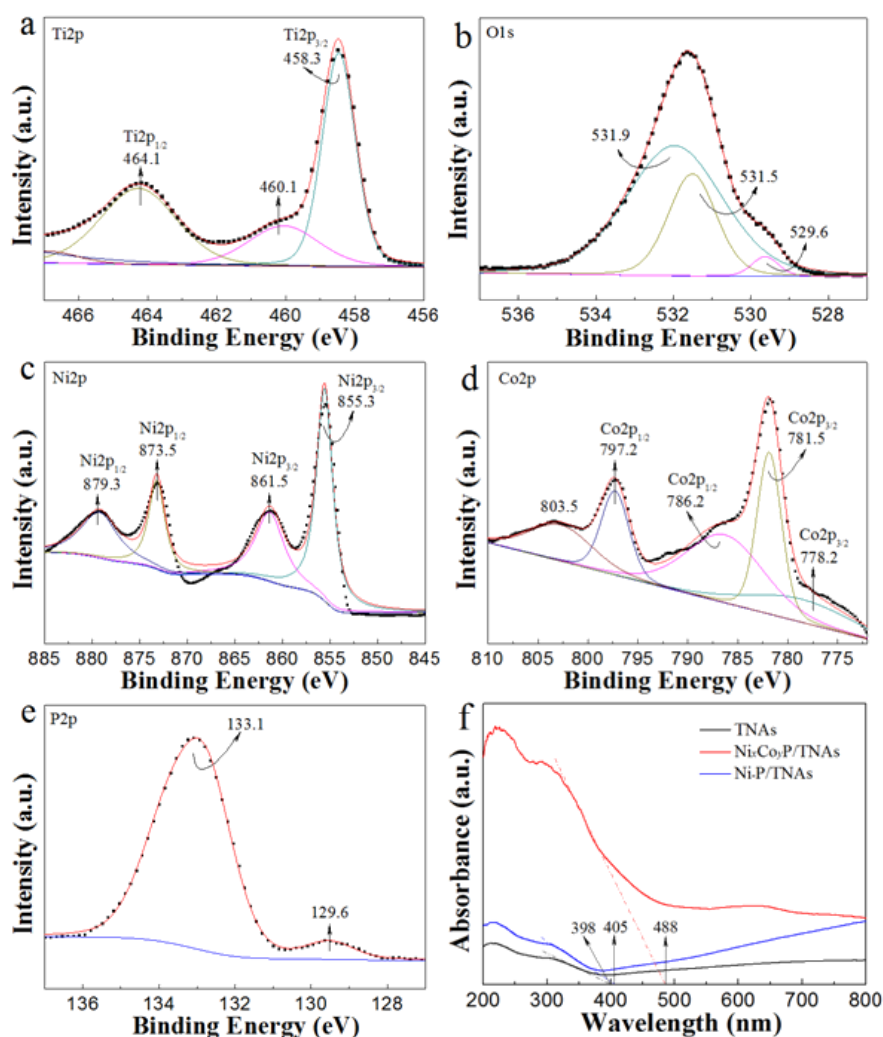 a
Ti2p
Ti2p3/2
458.3
Ti2p1/2
464.1
460.1
Intensity (a.u.)
466 464 462 460 458 456
Binding Energy (eV)
b
O1s
531.9
531.5
529.6
Intensity (a.u.)
536 534 532 530 528
Binding Energy (eV)
c
Ni2p
Ni2p3/2
855.3
Ni2p1/2
873.5
Ni2p1/2
879.3
Ni2p3/2
861.5
Intensity (a.u.)
885 880 875 870 865 860 855 850 845
Binding Energy (eV)
d
Co2p
Co2p3/2
781.5
Co2p1/2
797.2
Co2p1/2
786.2
803.5
Co2p3/2
778.2
Intensity (a.u.)
810 805 800 795 790 785 780 775
Binding Energy (eV)
e
P2p
133.1
129.6
Intensity (a.u.)
136 133 130 127
Binding Energy (eV)
f
TNAs
NixCoyP/TNAs
Ni-P/TNAs
398 405 488
Absorbance (a.u.)
200 300 400 500 600 700 800
Wavelength (nm)